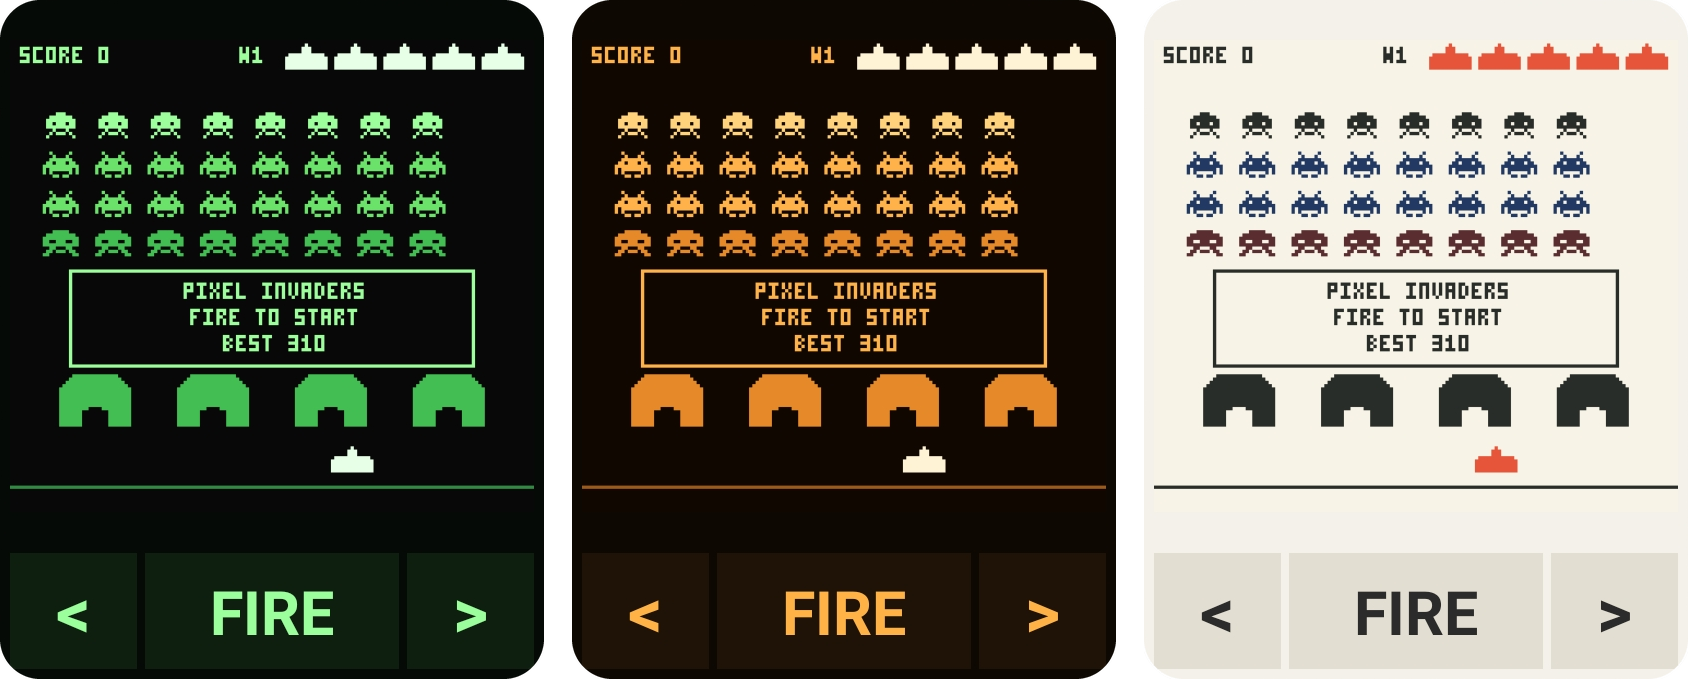 SCORE 0 W1
PIXEL INVADERS
FIRE TO START
BEST 310
< FIRE >
SCORE 0 W1
PIXEL INVADERS
FIRE TO START
BEST 310
< FIRE >
SCORE 0 W1
PIXEL INVADERS
FIRE TO START
BEST 310
< FIRE >